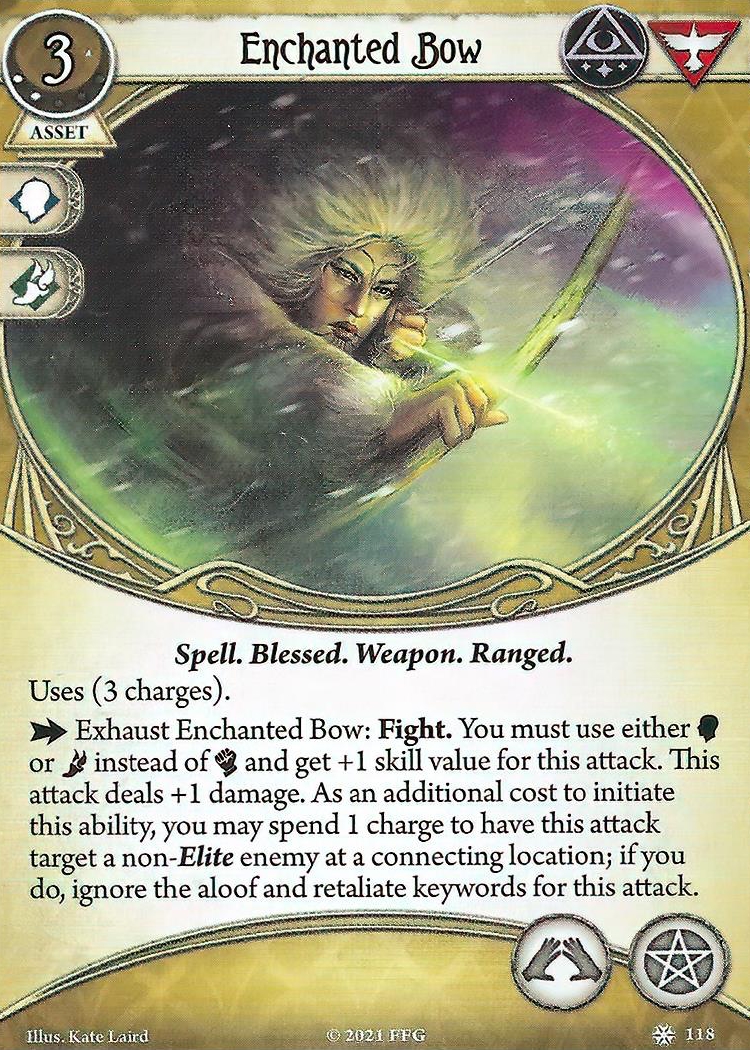 3
Enchanted Bow
ASSET
Spell. Blessed. Weapon. Ranged.
Uses (3 charges).
Exhaust Enchanted Bow: Fight. You must use either
or instead of and get +1 skill value for this attack. This
attack deals +1 damage. As an additional cost to initiate
this ability, you may spend 1 charge to have this attack
target a non-Elite enemy at a connecting location; if you
do, ignore the aloof and retaliate keywords for this attack.
Illus. Kate Laird
© 2021 FFG
118